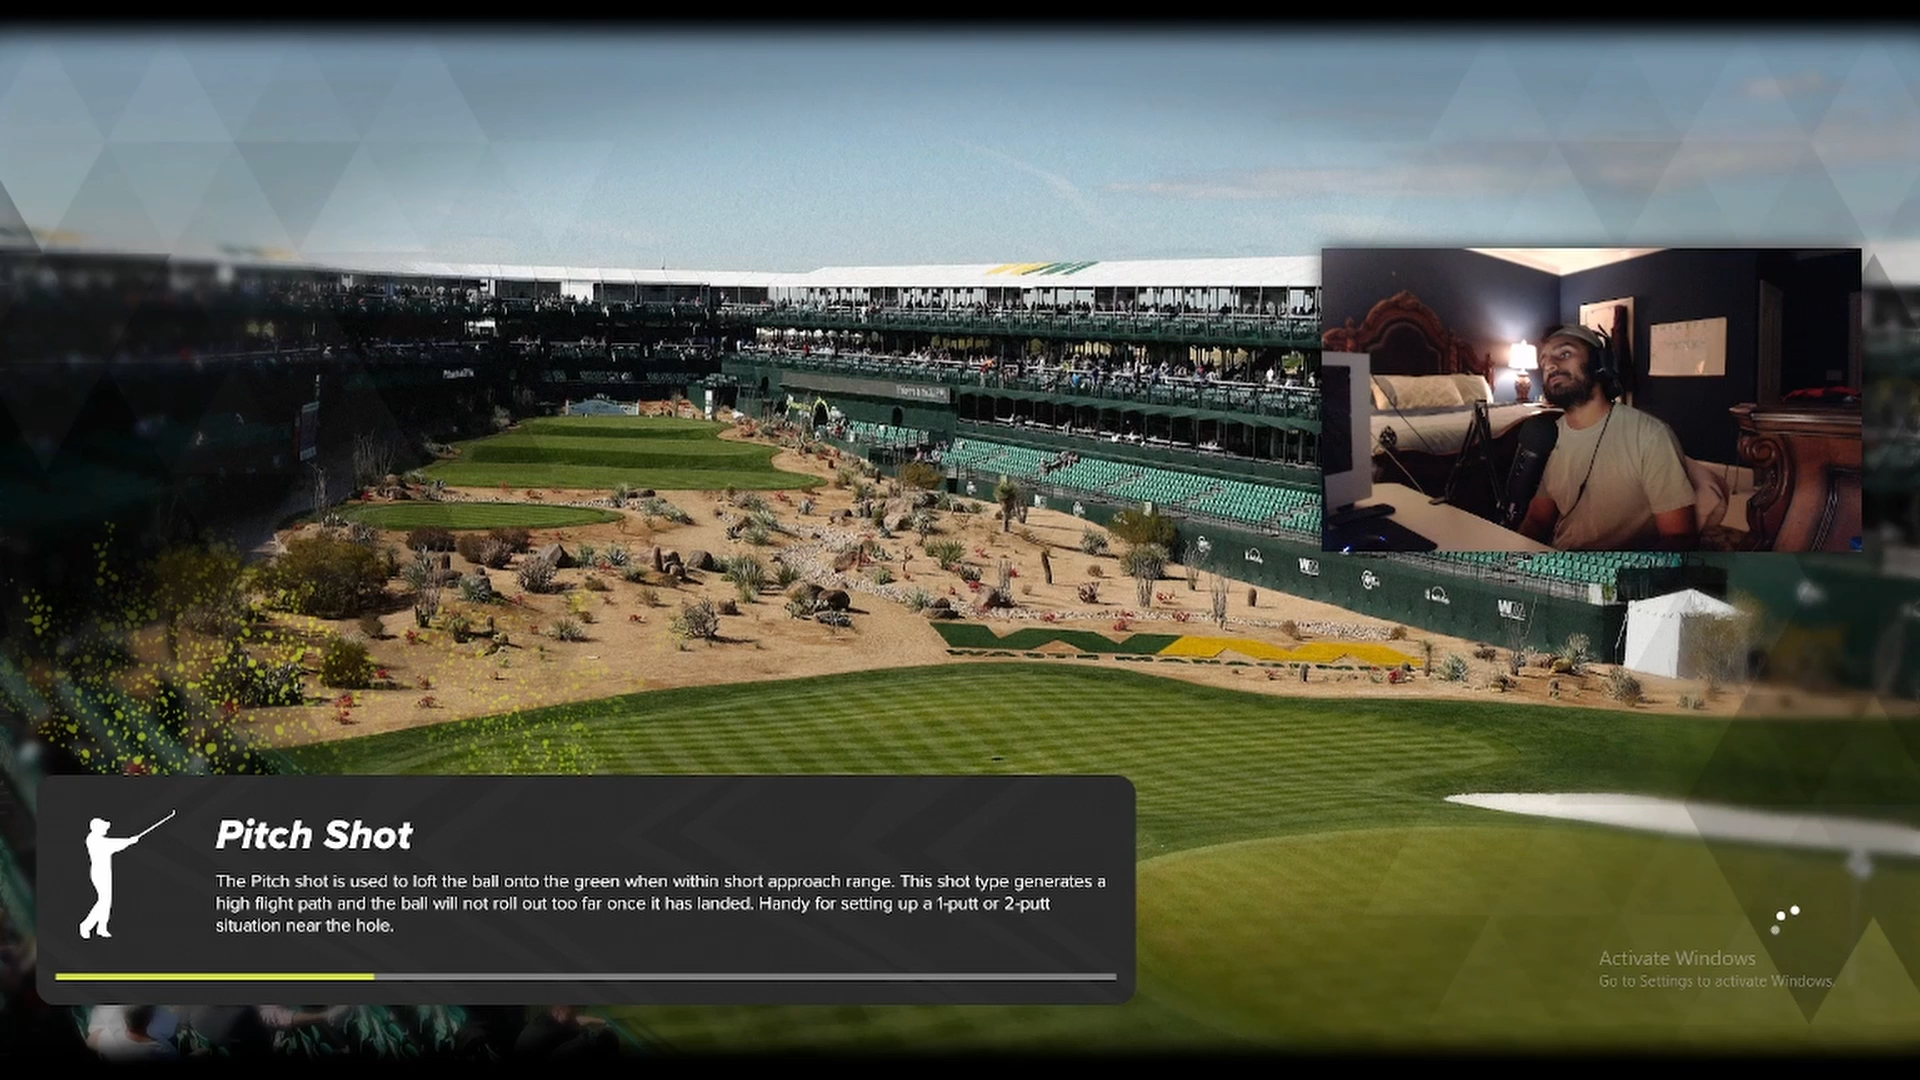 Pitch Shot
The Pitch shot is used to loft the ball onto the green when within short approach range. This shot type generates a
high flight path and the ball will not roll out too far once it has landed. Handy for setting up a 1-putt or 2-putt
situation near the hole.
Activate Windows
Go to Settings to activate Windows.